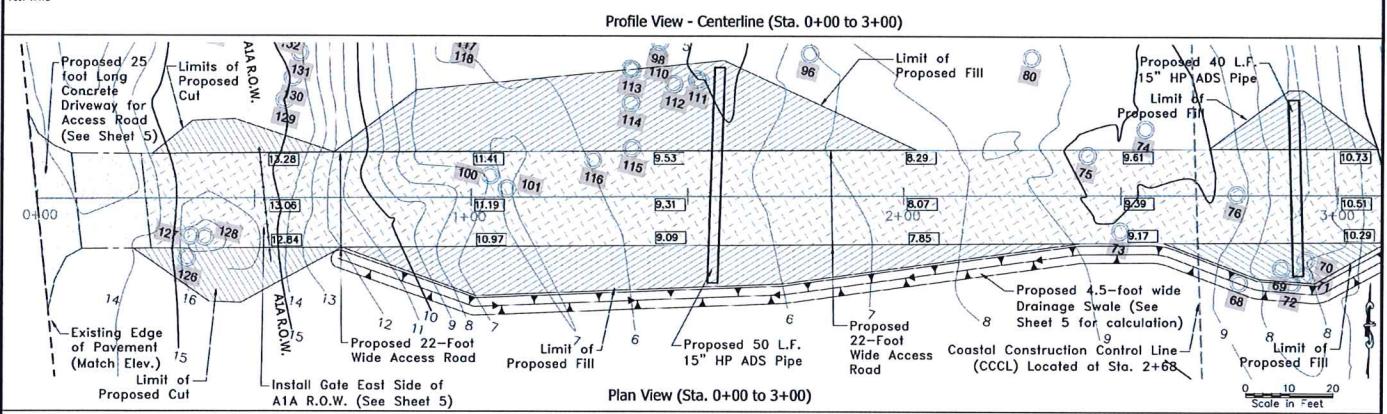 Profile View - Centerline (Sta. 0+00 to 3+00)
Proposed 25
foot Long
Concrete
Driveway for
Access Road
(See Sheet 5)
Limits of
Proposed
Cut
A1A R.O.W.
132
131
130
129
117
118
98
110
113
112
111
114
115
116
96
Limit of
Proposed Fill
80
Proposed 40 L.F.
15" HP ADS Pipe
Limit of
Proposed Fill
74
75
76
100
101
13.28
11.41
9.53
8.29
9.61
10.73
0+00
13.06
1+00
11.19
9.31
2+00
8.07
9.39
3+00
10.51
12.84
10.97
9.09
7.85
9.17
10.29
127
128
128
73
70
69
71
72
68
14
16
15
14
15
13
12
11
10
9
8
7
7
6
6
7
8
9
9
8
8
A1A R.O.W.
Existing Edge
of Pavement
(Match Elev.)
Limit of
Proposed Cut
Install Gate East Side of
A1A R.O.W. (See Sheet 5)
Proposed 22-Foot
Wide Access Road
Limit of
Proposed Fill
Proposed 50 L.F.
15" HP ADS Pipe
Proposed
22-Foot
Wide Access
Road
Proposed 4.5-foot wide
Drainage Swale (See
Sheet 5 for calculation)
Coastal Construction Control Line
(CCCL) Located at Sta. 2+68
Limit of
Proposed Fill
Plan View (Sta. 0+00 to 3+00)
0 10 20
Scale in Feet